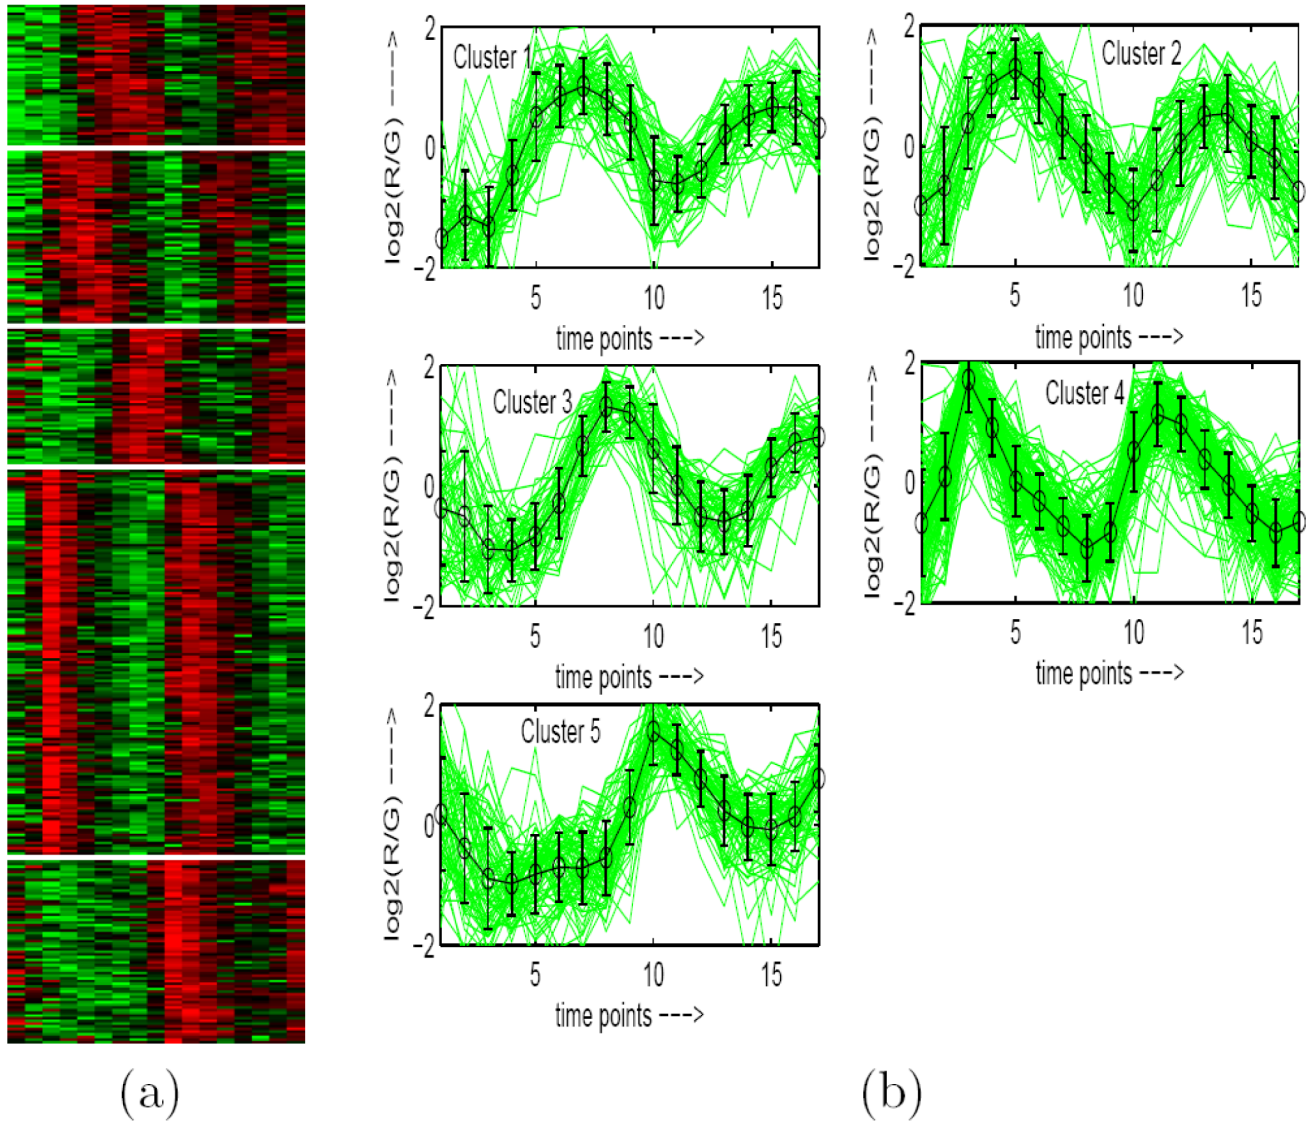 Cluster 1
log2(R/G) ---->
2
0
−2
5
10
15
time points --->
Cluster 2
log2(R/G) ---->
2
0
−2
5
10
15
time points --->
Cluster 3
log2(R/G) ---->
2
0
−2
5
10
15
time points --->
Cluster 4
log2(R/G) ---->
2
0
−2
5
10
15
time points --->
Cluster 5
log2(R/G) ---->
2
0
−2
5
10
15
time points --->
(a)
(b)